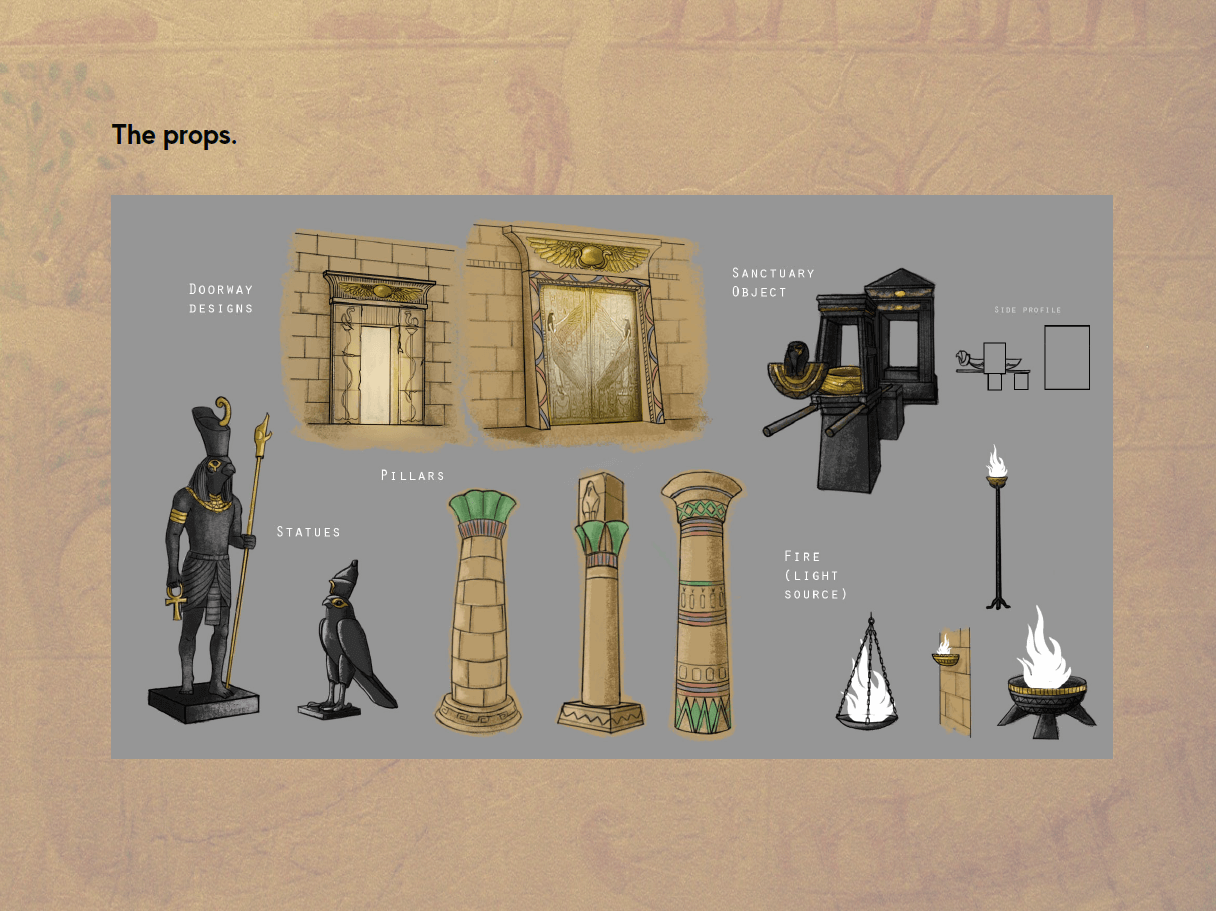 The props.
Doorway
designs
Sanctuary
Object
Side profile
Pillars
Statues
Fire
(light
source)